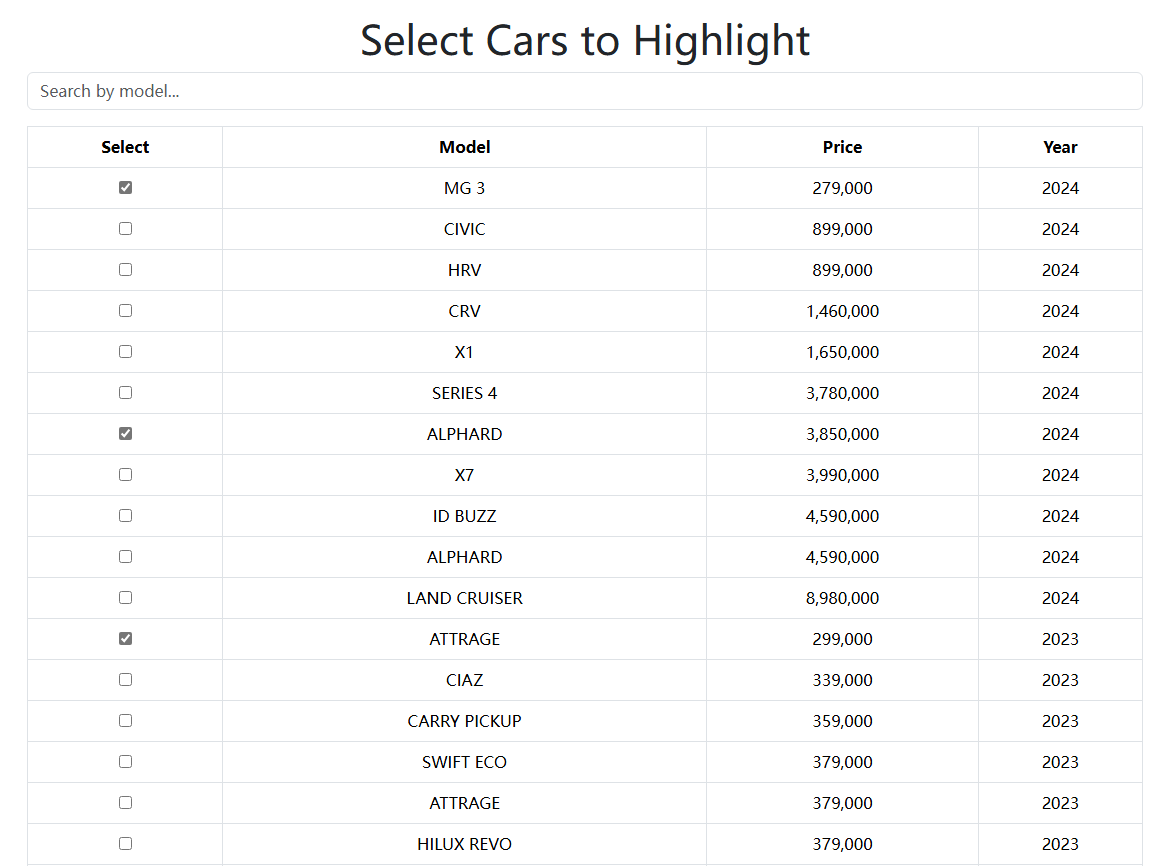 Select Cars to Highlight
Search by model...
Select Model Price Year
MG 3 279,000 2024
CIVIC 899,000 2024
HRV 899,000 2024
CRV 1,460,000 2024
X1 1,650,000 2024
SERIES 4 3,780,000 2024
ALPHARD 3,850,000 2024
X7 3,990,000 2024
ID BUZZ 4,590,000 2024
ALPHARD 4,590,000 2024
LAND CRUISER 8,980,000 2024
ATTRAGE 299,000 2023
CIAZ 339,000 2023
CARRY PICKUP 359,000 2023
SWIFT ECO 379,000 2023
ATTRAGE 379,000 2023
HILUX REVO 379,000 2023